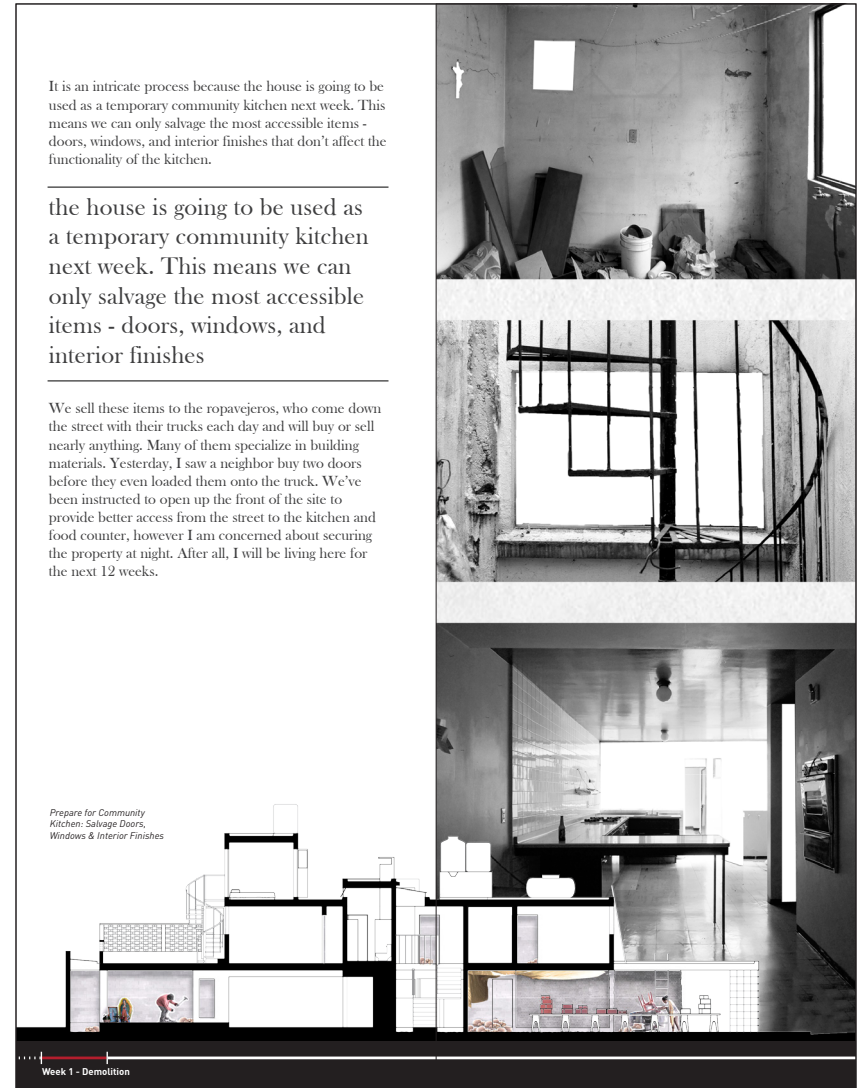 It is an intricate process because the house is going to be
used as a temporary community kitchen next week. This
means we can only salvage the most accessible items -
doors, windows, and interior finishes that don’t affect the
functionality of the kitchen.
the house is going to be used as
a temporary community kitchen
next week. This means we can
only salvage the most accessible
items - doors, windows, and
interior finishes
We sell these items to the ropavejeros, who come down
the street with their trucks each day and will buy or sell
nearly anything. Many of them specialize in building
materials. Yesterday, I saw a neighbor buy two doors
before they even loaded them onto the truck. We’ve
been instructed to open up the front of the site to
provide better access from the street to the kitchen and
food counter, however I am concerned about securing
the property at night. After all, I will be living here for
the next 12 weeks.
Prepare for Community
Kitchen: Salvage Doors,
Windows & Interior Finishes
Week 1 - Demolition